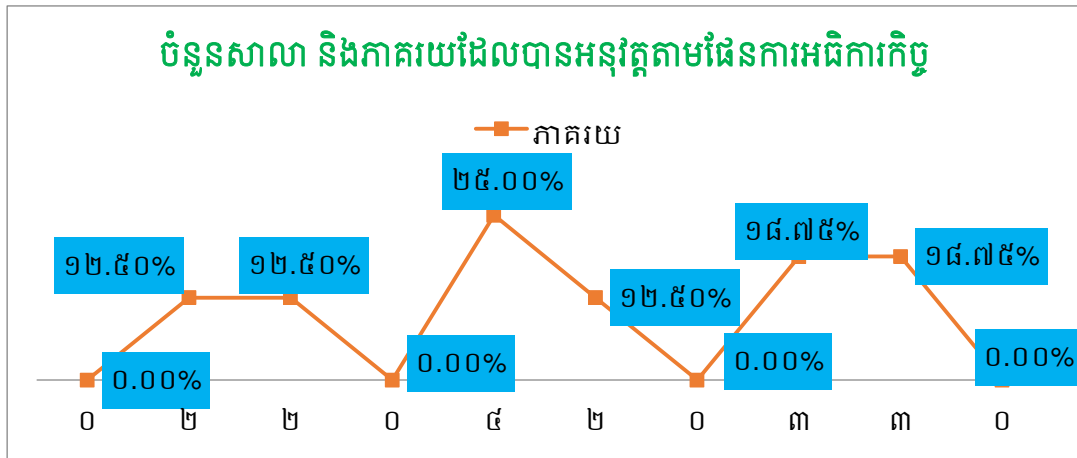 ចំនួនសាលា និងភាគរយដែលបានអនុវត្តតាមផែនការអធិការកិច្ច
ភាគរយ
២៥.០០%
១៨.៧៥%
១២.៥០% ១២.៥០% ១៨.៧៥%
១២.៥០%
០.០០% ០.០០% ០.០០% ០.០០%
០ ២ ២ ០ ៤ ២ ០ ៣ ៣ ០